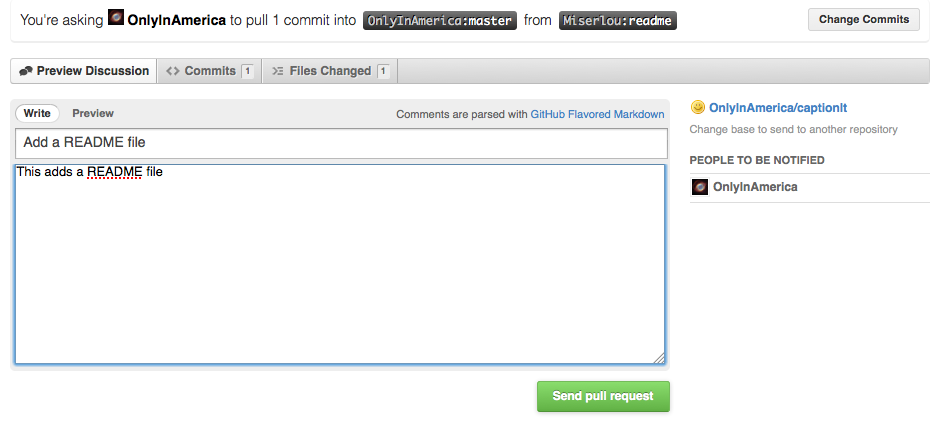 You're asking OnlyInAmerica to pull 1 commit into OnlyInAmerica:master from Miserlou:readme Change Commits
Preview Discussion Commits 1 Files Changed 1
Write Preview Comments are parsed with GitHub Flavored Markdown
Add a README file
This adds a README file
Send pull request
OnlyInAmerica/captionIt
Change base to send to another repository
PEOPLE TO BE NOTIFIED
OnlyInAmerica